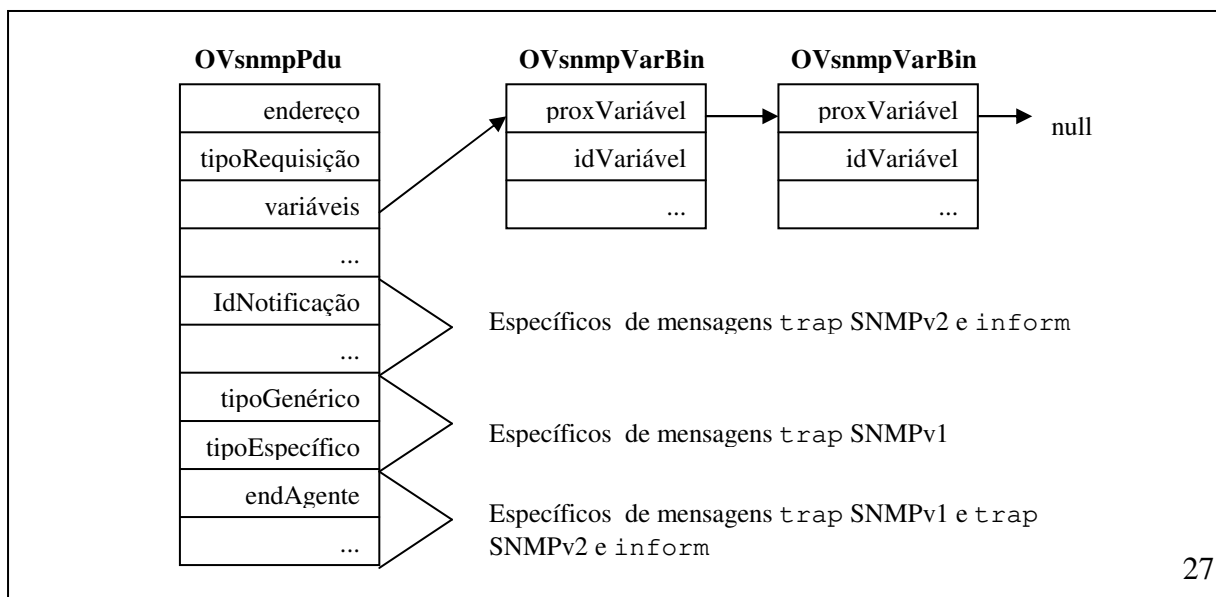 OVsnmpPdu
endereço
tipoRequisição
variáveis
...
IdNotificação
...
tipoGenérico
tipoEspecífico
endAgente
...
OVsnmpVarBin
proxVariável
idVariável
...
OVsnmpVarBin
proxVariável
idVariável
...
null
Específicos de mensagens trap SNMPv2 e inform
Específicos de mensagens trap SNMPv1
Específicos de mensagens trap SNMPv1 e trap
SNMPv2 e inform
27